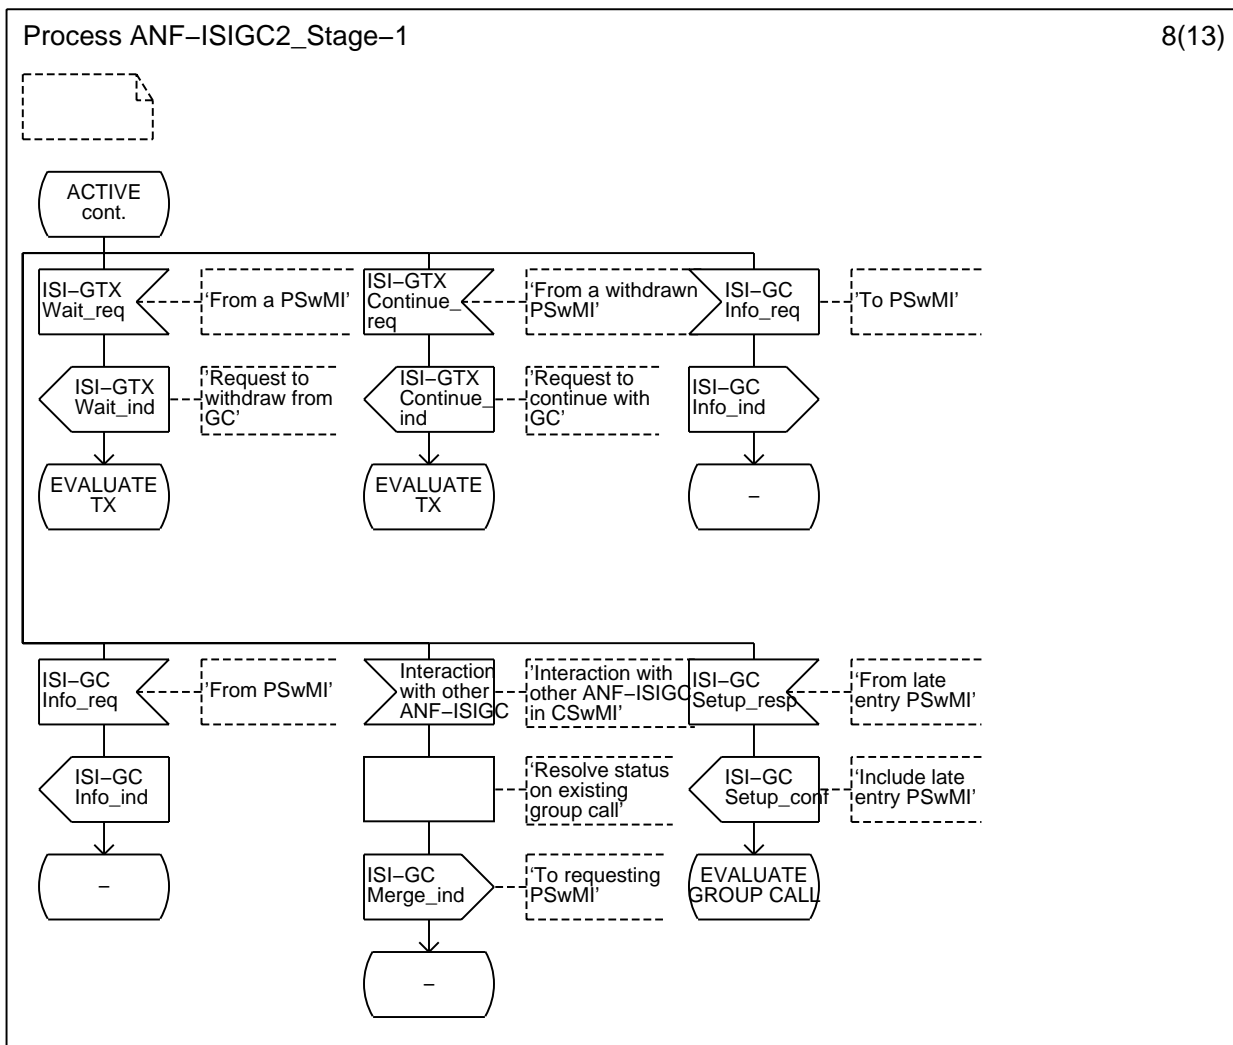 Process ANF–ISIGC2_Stage–1
8(13)
ACTIVE
cont.
ISI–GTX
Wait_req
'From a PSwMI'
ISI–GTX
Continue_
req
'From a withdrawn
PSwMI'
ISI–GC
Info_req
'To PSwMI'
ISI–GTX
Wait_ind
'Request to
withdraw from
GC'
ISI–GTX
Continue_
ind
'Request to
continue with
GC'
ISI–GC
Info_ind
EVALUATE
TX
EVALUATE
TX
–
ISI–GC
Info_req
'From PSwMI'
Interaction
with other
ANF–ISIGC
'Interaction with
other ANF–ISIGC
in CSwMI'
ISI–GC
Setup_resp
'From late
entry PSwMI'
ISI–GC
Info_ind
'Resolve status
on existing
group call'
ISI–GC
Setup_conf
'Include late
entry PSwMI'
–
ISI–GC
Merge_ind
'To requesting
PSwMI'
EVALUATE
GROUP CALL
–